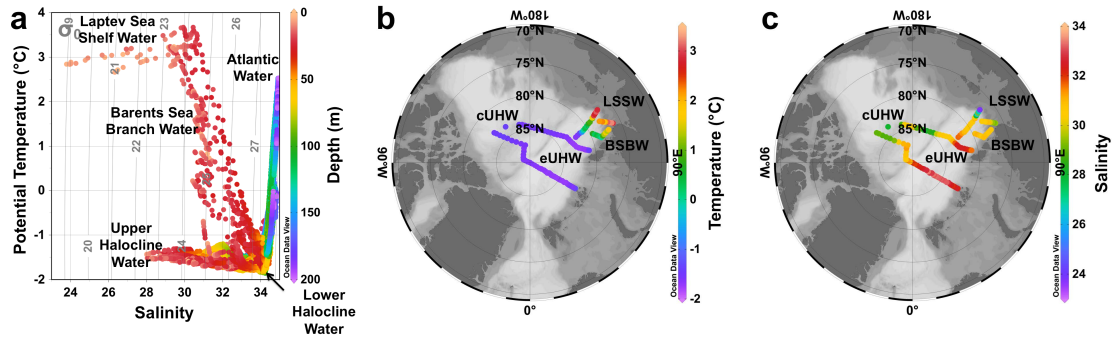 a
4
3
2
1
0
-1
-2
Potential Temperature (°C)
24
26
28
30
32
34
Salinity
σ0
19
23
26
21
22
27
20
24
Laptev Sea
Shelf Water
Atlantic
Water
Barents Sea
Branch Water
Upper
Halocline
Water
Lower
Halocline
Water
Ocean Data View
0
50
100
150
200
Depth (m)
b
180°W
70°N
75°N
80°N
85°N
90°W
90°E
0°
cUHW
eUHW
LSSW
BSBW
Ocean Data View
3
2
1
0
-1
-2
Temperature (°C)
c
180°W
70°N
75°N
80°N
85°N
90°W
90°E
0°
cUHW
eUHW
LSSW
BSBW
Ocean Data View
34
32
30
28
26
24
Salinity